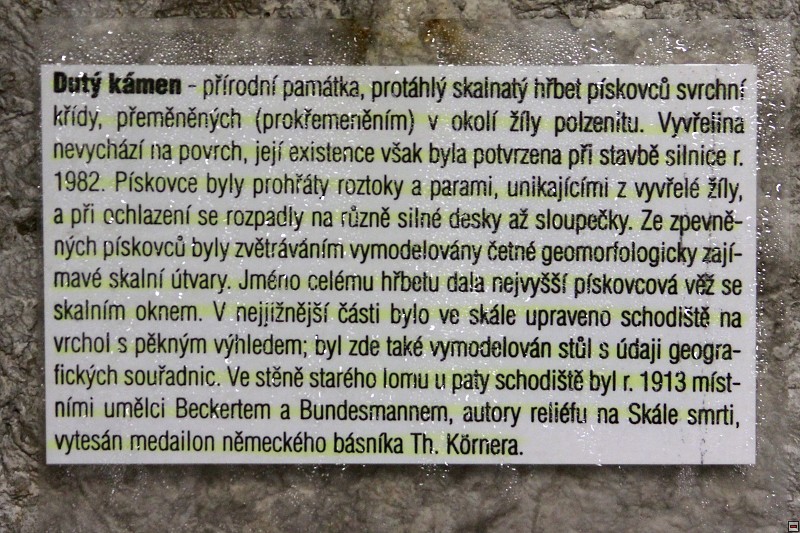 Dutý kámen - přírodní památka, protáhlý skalnatý hřbet pískovců svrchní
křídy, přeměněných (prokřemeněním) v okolí žíly polzenitu. Vyvřelina
nevychází na povrch, její existence však byla potvrzena při stavbě silnice r.
1982. Pískovce byly prohřáty roztoky a parami, unikajícími z vyvřelé žíly,
a při ochlazení se rozpadly na různě silné desky až sloupečky. Ze zpevně-
ných pískovců byly zvětráváním vymodelovány četné geomorfologicky zají-
mavé skalní útvary. Jméno celému hřbetu dala nejvyšší pískovcová věž se
skalním oknem. V nejjižnější části bylo ve skále upraveno schodiště na
vrchol s pěkným výhledem; byl zde také vymodelován stůl s údaji geogra-
fických souřadnic. Ve stěně starého lomu u paty schodiště byl r. 1913 míst-
ními umělci Beckertem a Bundesmannem, autory reliéfu na Skále smrti,
vytesán medailon německého básníka Th. Körnera.